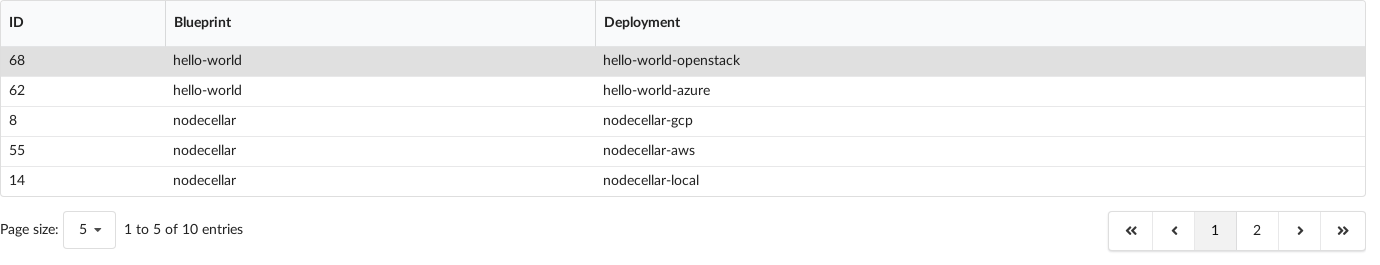 ID Blueprint Deployment
68 hello-world hello-world-openstack
62 hello-world hello-world-azure
8 nodecellar nodecellar-gcp
55 nodecellar nodecellar-aws
14 nodecellar nodecellar-local
Page size: 5 1 to 5 of 10 entries « ‹ 1 2 › »